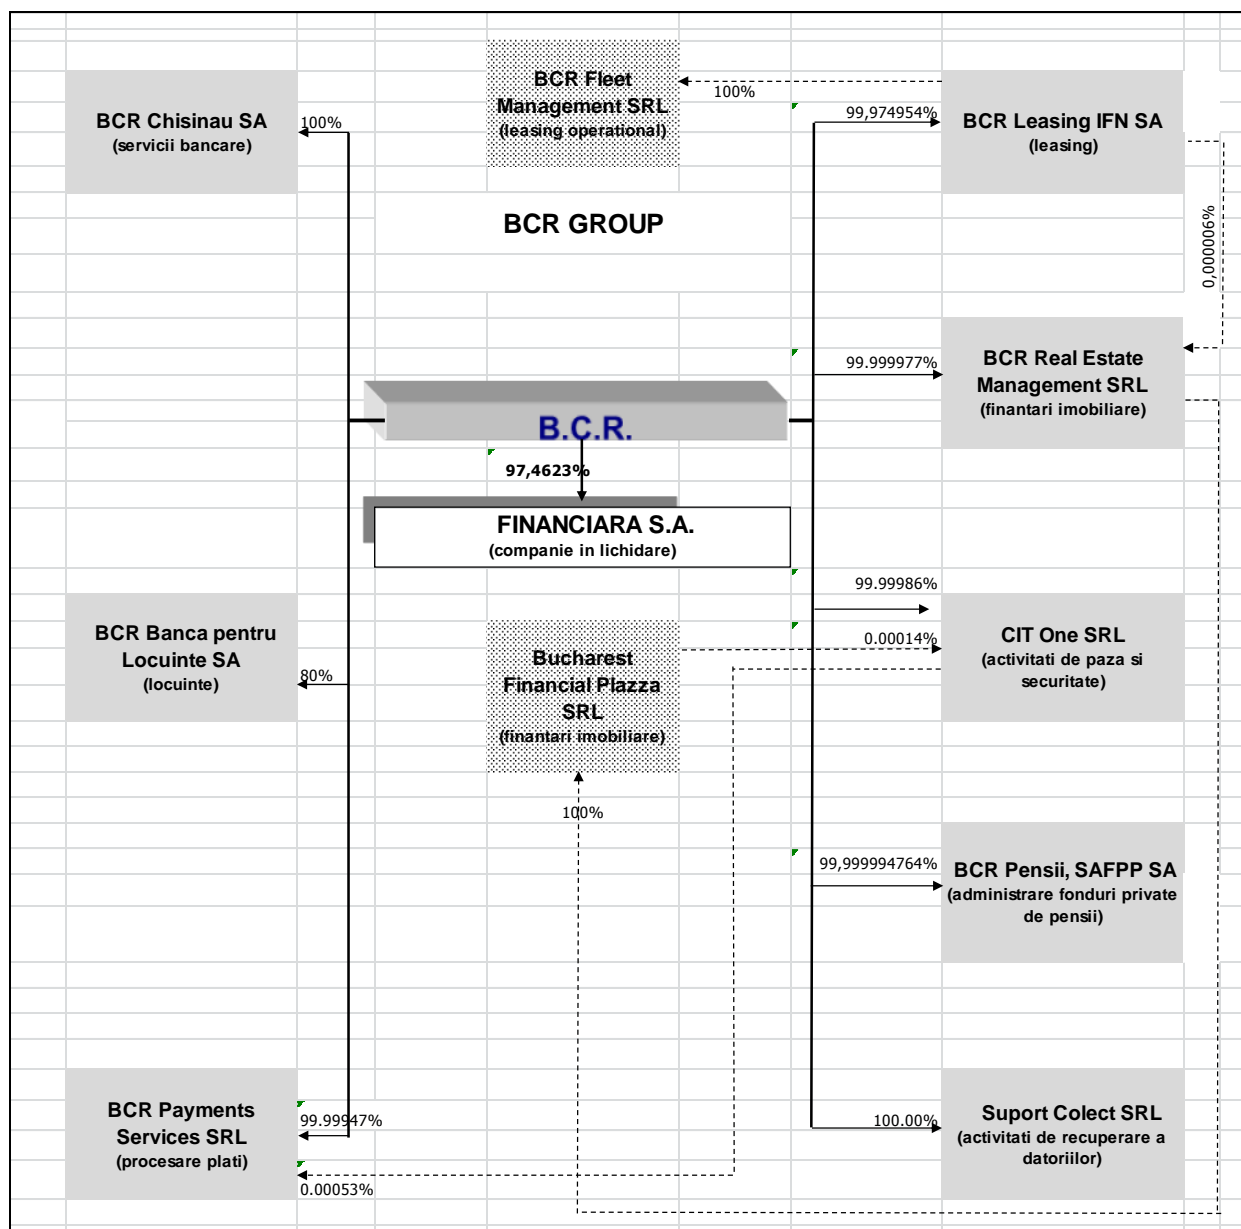 BCR Fleet
Management SRL
(leasing operational)
100%
BCR Chisinau SA
(servicii bancare)
100%
99,974954%
BCR Leasing IFN SA
(leasing)
BCR GROUP
0,000006%
99.999977%
BCR Real Estate
Management SRL
(finantari imobiliare)
B.C.R.
97,4623%
FINANCIARA S.A.
(companie in lichidare)
99.99986%
BCR Banca pentru
Locuinte SA
(locuinte)
80%
Bucharest
Financial Plazza
SRL
(finantari imobiliare)
0.00014%
CIT One SRL
(activitati de paza si
securitate)
100%
99,999994764%
BCR Pensii, SAFPP SA
(administrare fonduri private
de pensii)
BCR Payments
Services SRL
(procesare plati)
99.99947%
0.00053%
100.00%
Suport Colect SRL
(activitati de recuperare a
datoriilor)